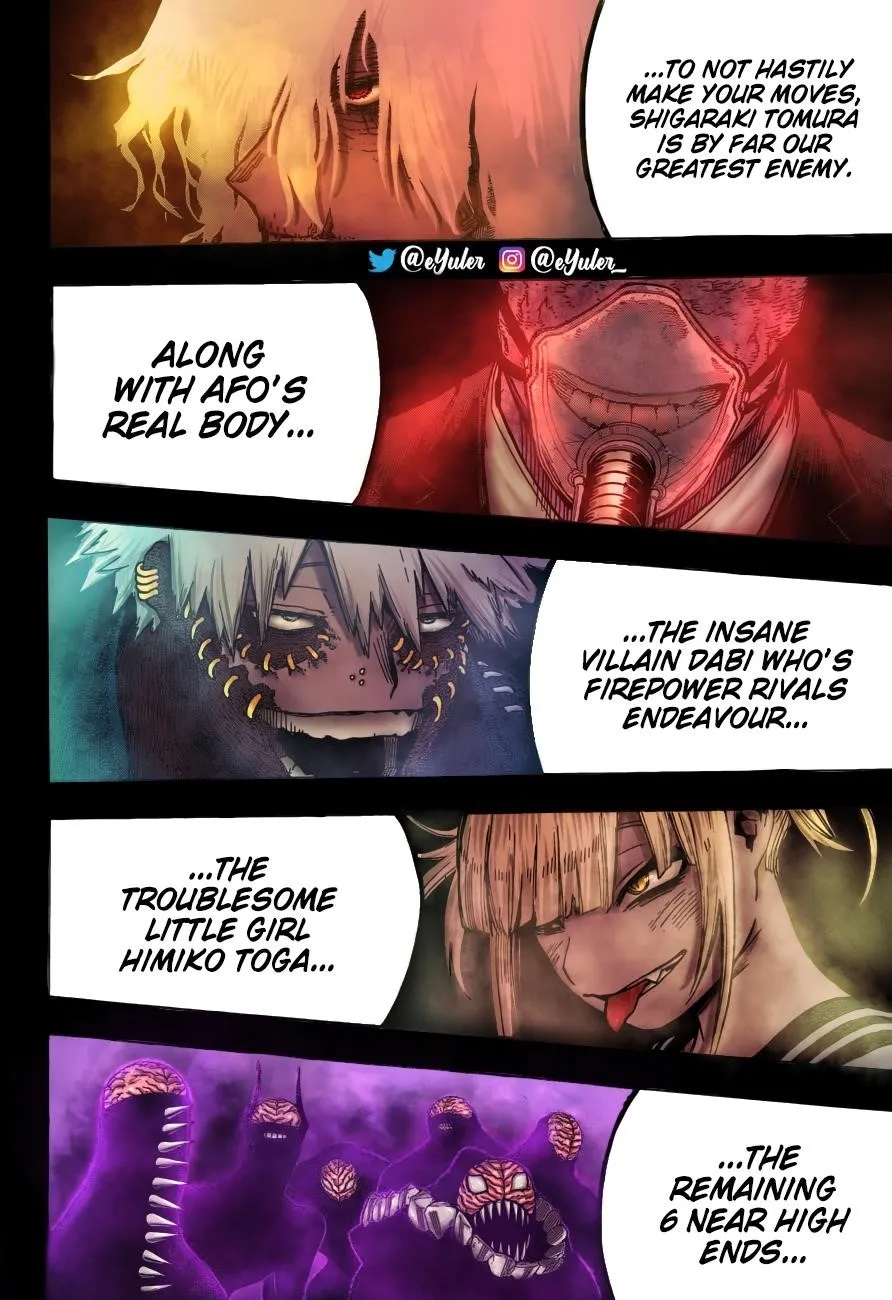 ...TO NOT HASTILY
MAKE YOUR MOVES,
SHIGARAKI TOMURA
IS BY FAR OUR
GREATEST ENEMY.
@eYuler @eYuler_
ALONG
WITH AFO'S
REAL BODY...
...THE INSANE
VILLAIN DABI WHO'S
FIREPOWER RIVALS
ENDEAVOUR...
...THE
TROUBLESOME
LITTLE GIRL
HIMIKO TOGA...
...THE
REMAINING
6 NEAR HIGH
ENDS...